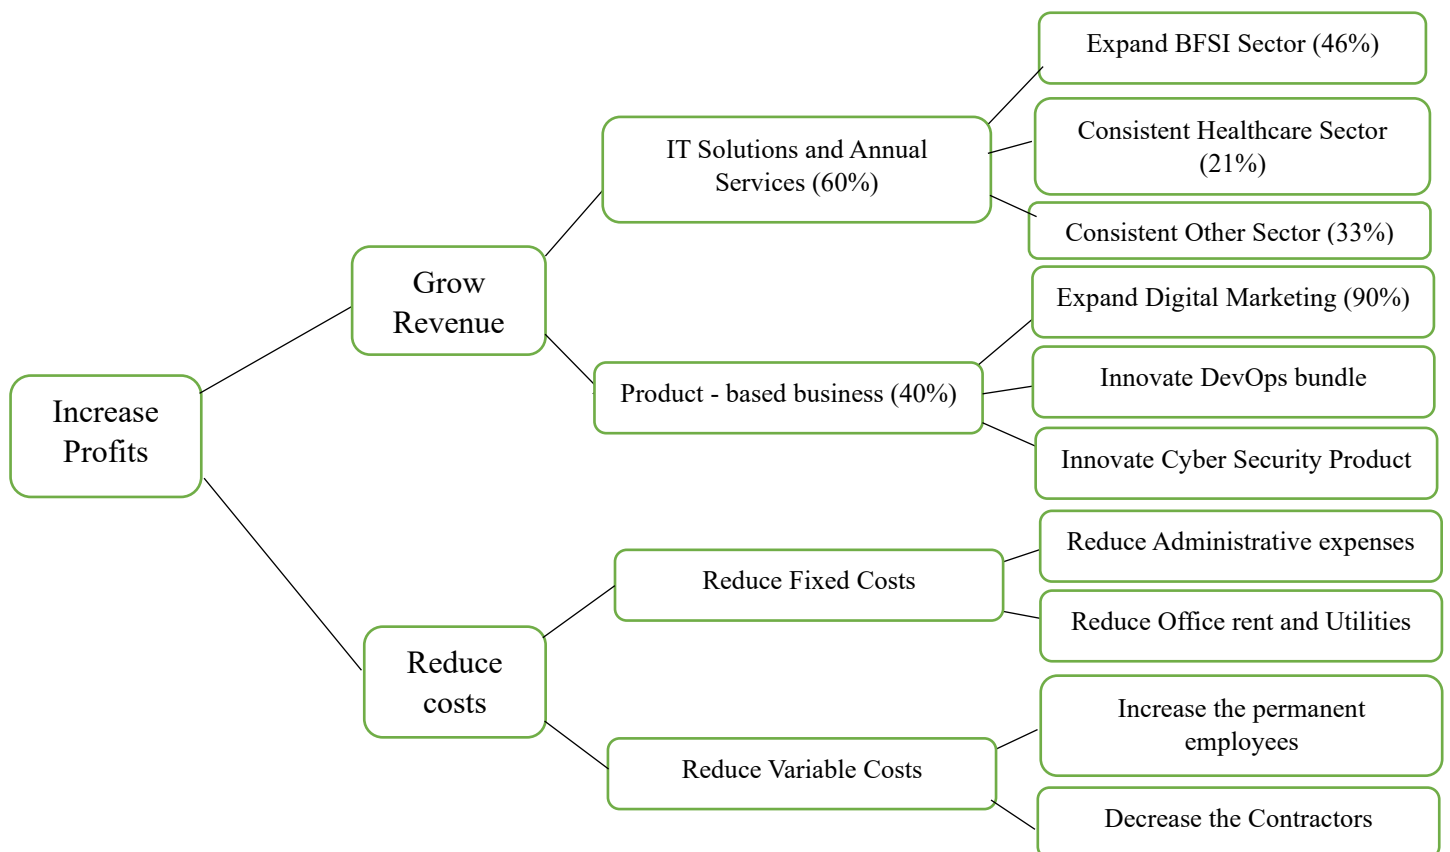 Increase
Profits
Grow
Revenue
Reduce
costs
IT Solutions and Annual
Services (60%)
Product - based business (40%)
Reduce Fixed Costs
Reduce Variable Costs
Expand BFSI Sector (46%)
Consistent Healthcare Sector
(21%)
Consistent Other Sector (33%)
Expand Digital Marketing (90%)
Innovate DevOps bundle
Innovate Cyber Security Product
Reduce Administrative expenses
Reduce Office rent and Utilities
Increase the permanent
employees
Decrease the Contractors